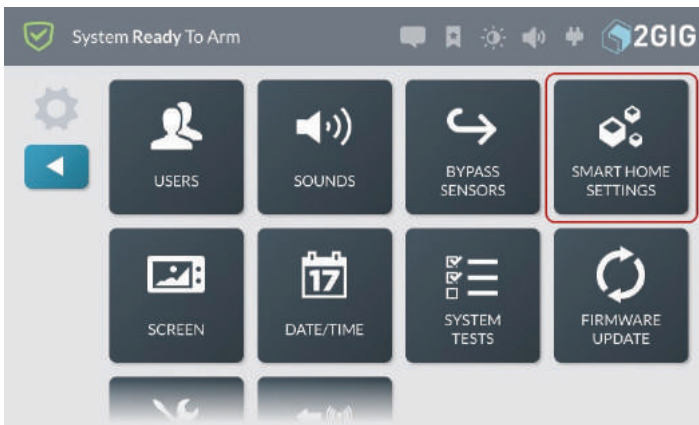 System Ready To Arm
2GIG
USERS
SOUNDS
BYPASS
SENSORS
SMART HOME
SETTINGS
SCREEN
17
DATE/TIME
SYSTEM
TESTS
FIRMWARE
UPDATE